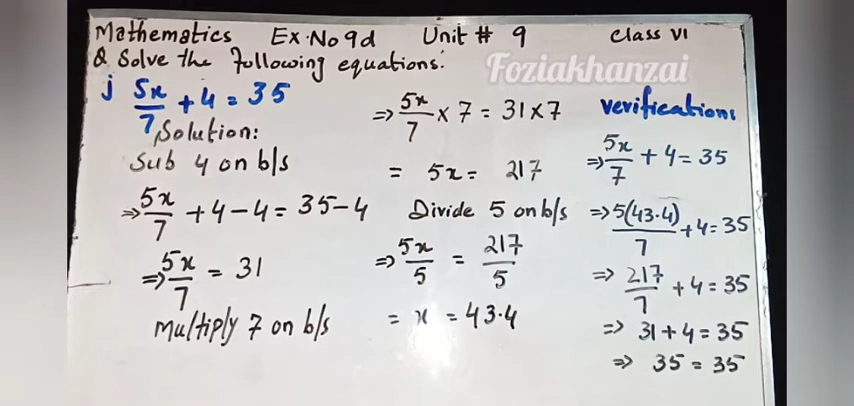 Mathematics Ex. No 9d Unit # 9 Class VI
Q Solve the following equations:
Foziakhanzai
j 5x/7 + 4 = 35
Solution:
Sub 4 on b/s
⇒ 5x/7 + 4 - 4 = 35 - 4
⇒ 5x/7 = 31
Multiply 7 on b/s
⇒ 5x/7 × 7 = 31 × 7
= 5x = 217
Divide 5 on b/s
⇒ 5x/5 = 217/5
= x = 43.4
verifications
⇒ 5x/7 + 4 = 35
⇒ 5(43.4)/7 + 4 = 35
⇒ 217/7 + 4 = 35
⇒ 31 + 4 = 35
⇒ 35 = 35